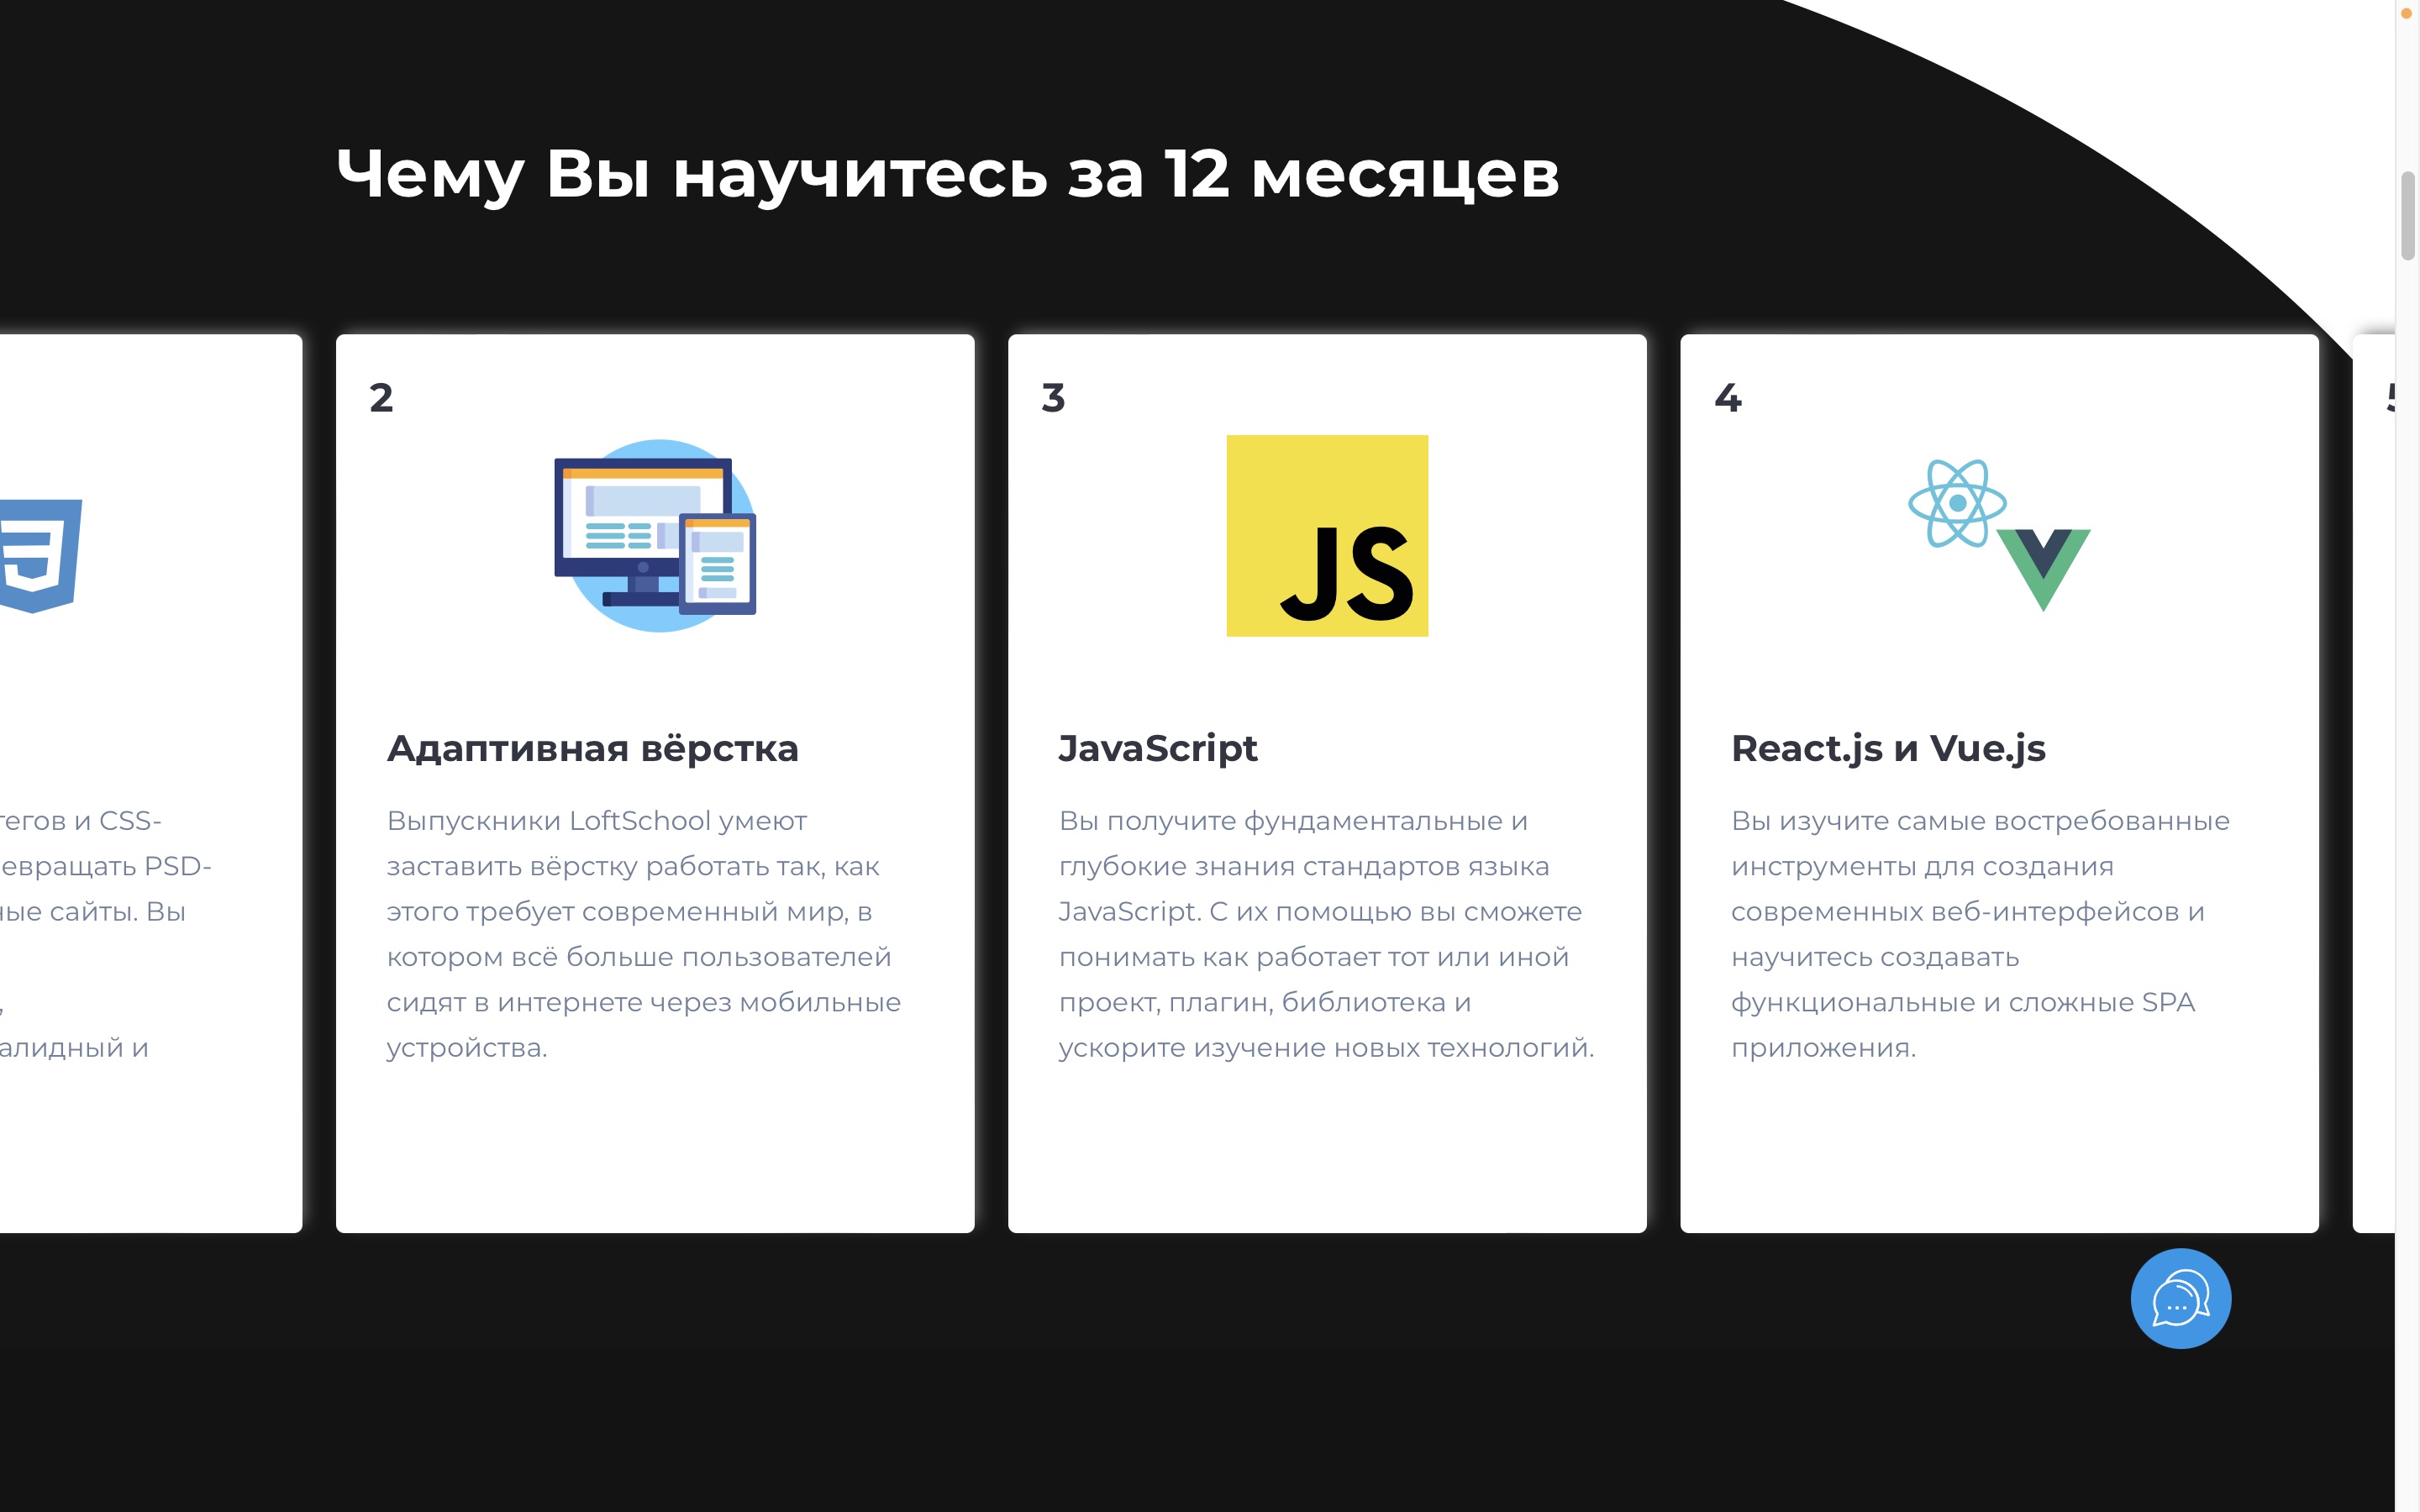 Чему Вы научитесь за 12 месяцев
тегов и CSS-
евращать PSD-
ные сайты. Вы
,
алидный и
2
Адаптивная вёрстка
Выпускники LoftSchool умеют
заставить вёрстку работать так, как
этого требует современный мир, в
котором всё больше пользователей
сидят в интернете через мобильные
устройства.
3
JS
JavaScript
Вы получите фундаментальные и
глубокие знания стандартов языка
JavaScript. С их помощью вы сможете
понимать как работает тот или иной
проект, плагин, библиотека и
ускорите изучение новых технологий.
4
React.js и Vue.js
Вы изучите самые востребованные
инструменты для создания
современных веб-интерфейсов и
научитесь создавать
функциональные и сложные SPA
приложения.
5